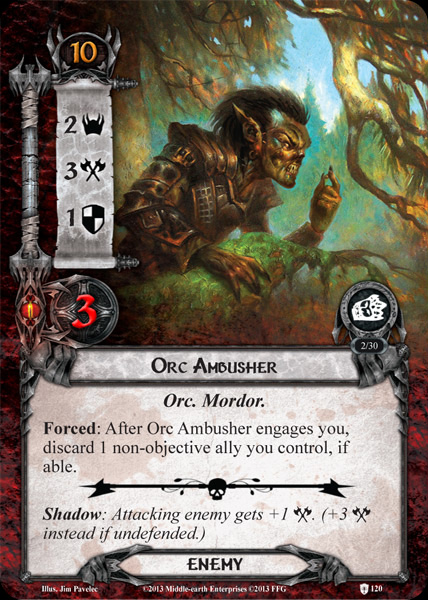 10
2
3
1
3
2/30
Orc Ambusher
Orc. Mordor.
Forced: After Orc Ambusher engages you,
discard 1 non-objective ally you control, if
able.
Shadow: Attacking enemy gets +1 . (+3
instead if undefended.)
ENEMY
Illus. Jim Pavelec ©2013 Middle-earth Enterprises ©2013 FFG 120